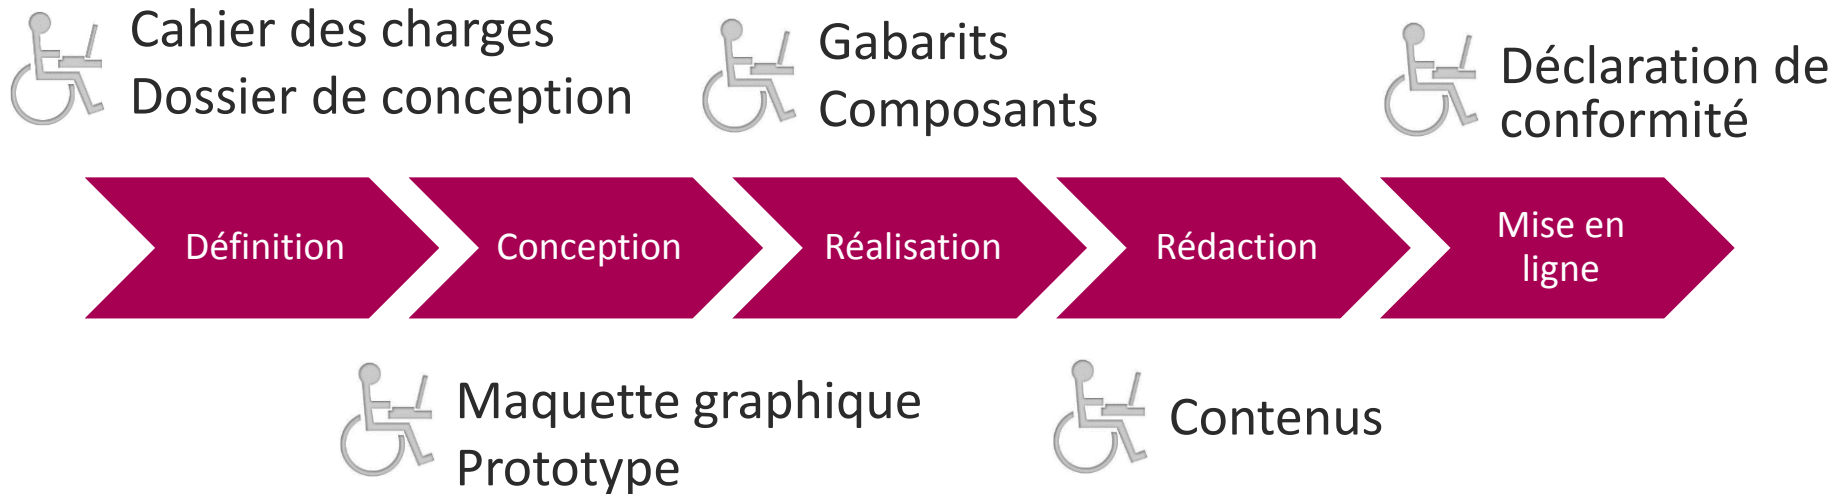 Cahier des charges
Dossier de conception
Gabarits
Composants
Déclaration de
conformité
Définition
Conception
Réalisation
Rédaction
Mise en
ligne
Maquette graphique
Prototype
Contenus